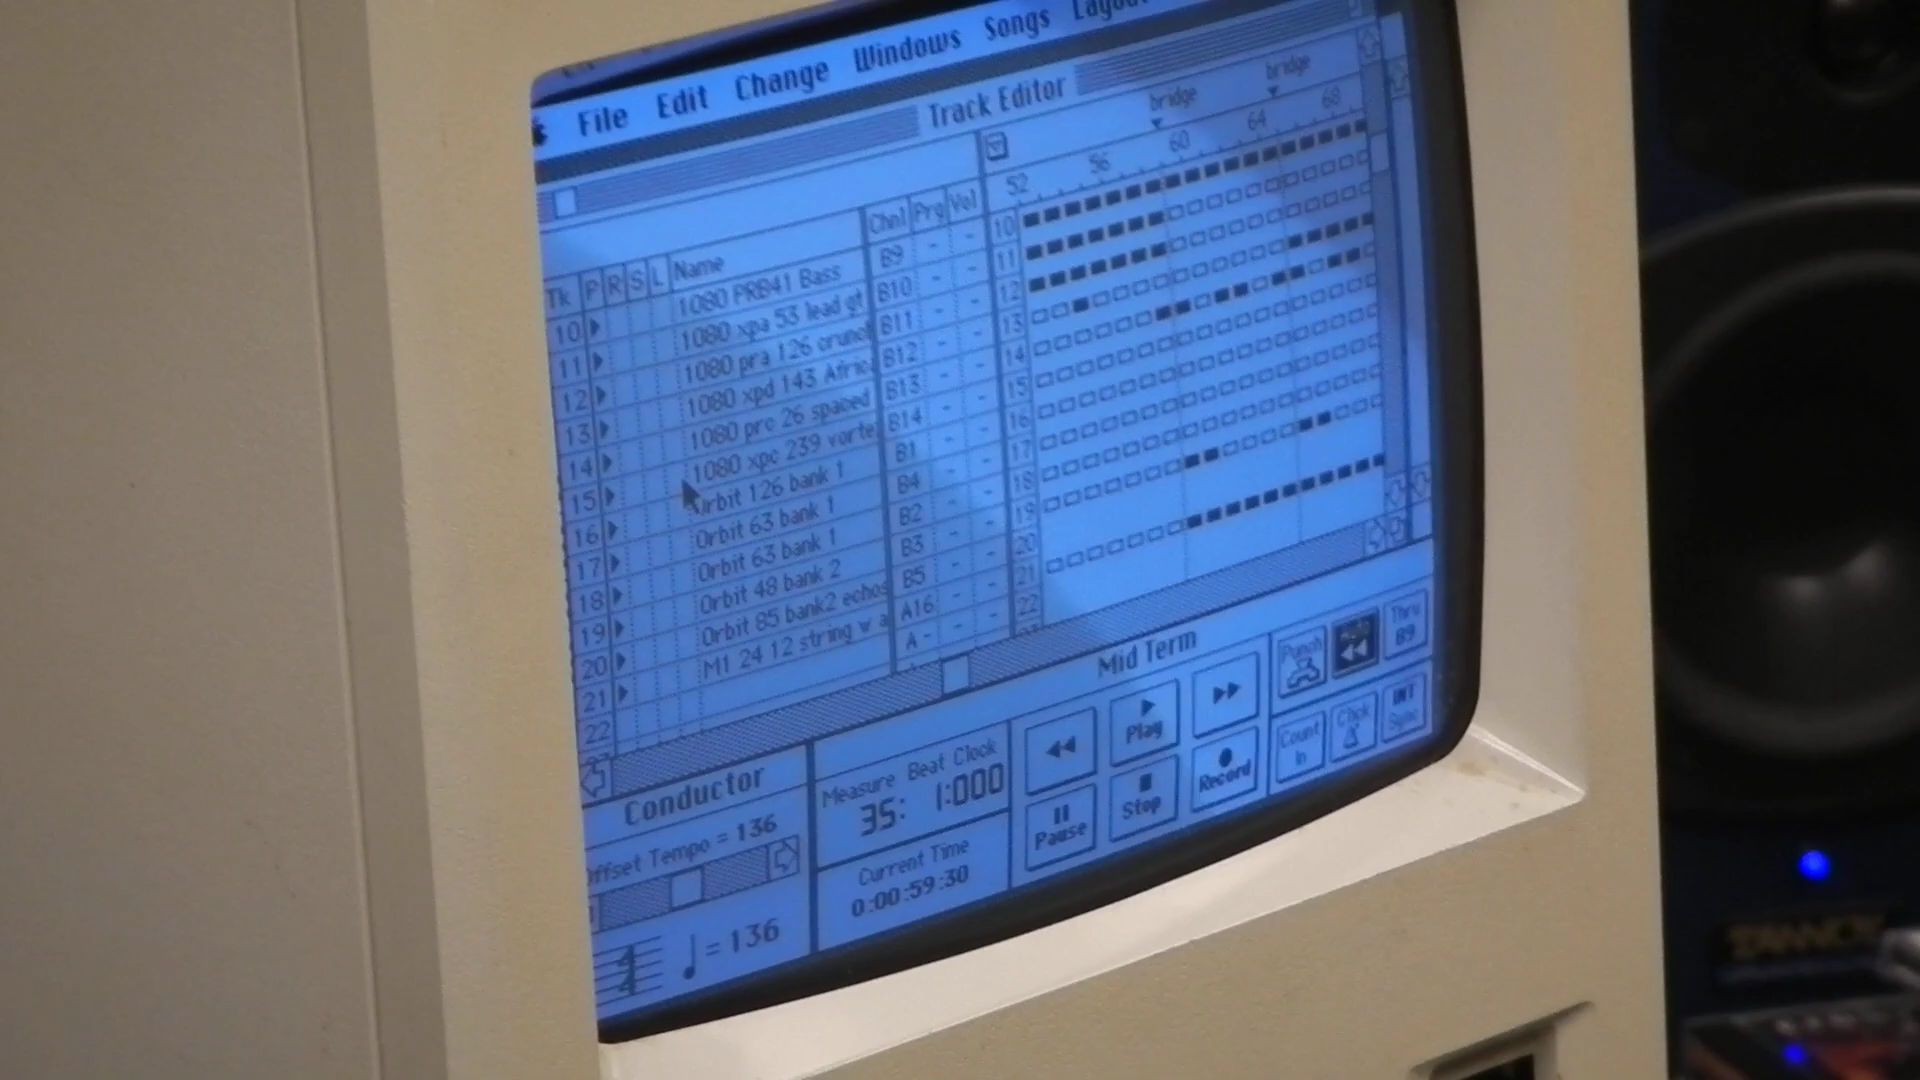 File Edit Change Windows Songs Layout
Track Editor
bridge bridge
52 56 60 64 68
Tk P R S L Name Chnl Prg Vol
10 1080 PRB41 Bass B9 - - 10
11 1080 xpa 53 lead gt B10 - - 11
12 1080 pra 126 crunch B11 - - 12
13 1080 xpd 143 Afric B12 - - 13
14 1080 prc 26 spaced B13 - - 14
15 1080 xpc 239 vorte B14 - - 15
16 Orbit 126 bank 1 B1 - - 16
17 Orbit 63 bank 1 B4 - - 17
18 Orbit 63 bank 1 B2 - - 18
19 Orbit 48 bank 2 B3 - - 19
20 Orbit 85 bank2 echos B5 - - 20
21 M1 24 12 string w a A16 - - 21
22 A - - - 22
Mid Term
Conductor
Offset Tempo = 136
♩ = 136
Measure Beat Clock
35: 1:000
Current Time
0:00:59:30
Play
Pause
Stop
Record
Punch
Thru
B9
Count
In
Click
INT
Sync
TANNOY